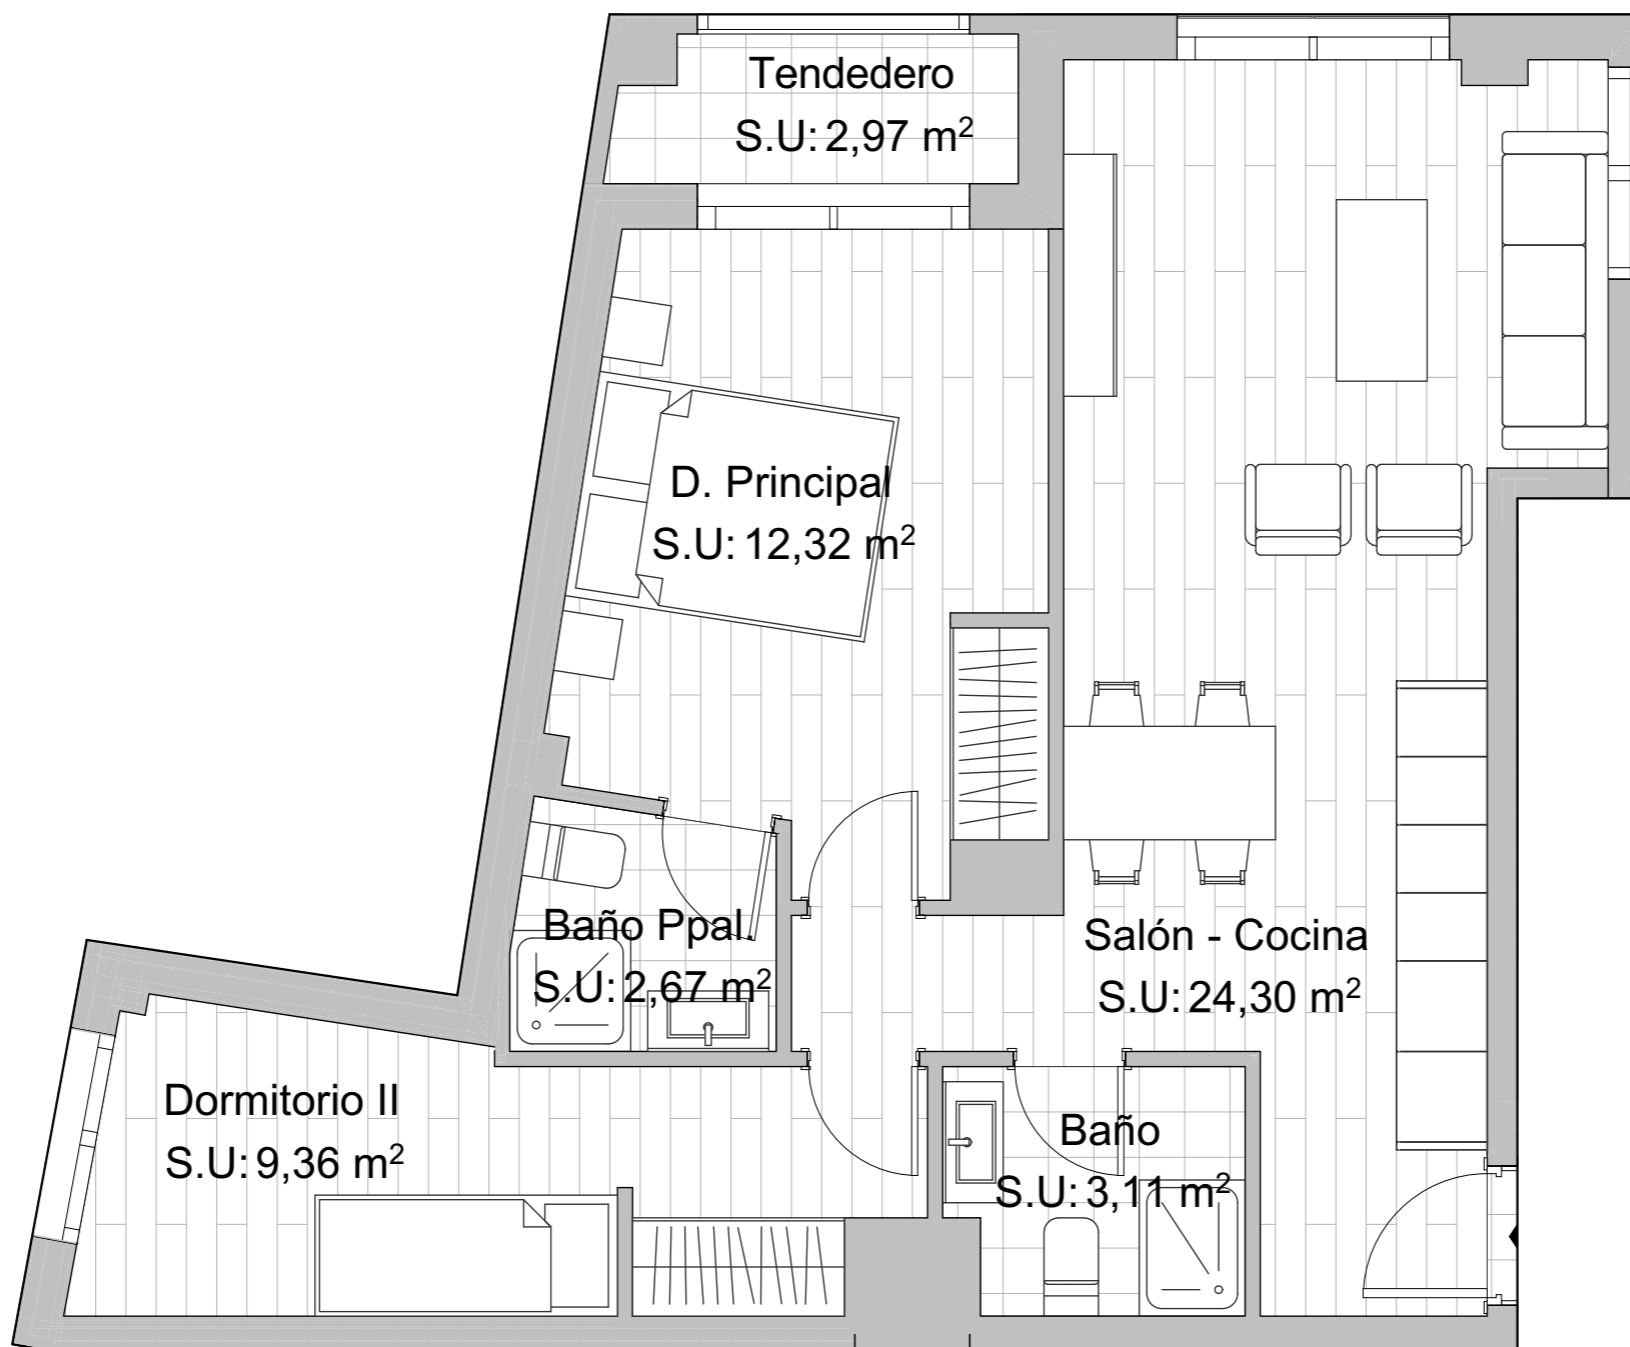 Tendedero
S.U: 2,97 m²
D. Principal
S.U: 12,32 m²
Baño Ppal.
S.U: 2,67 m²
Salón - Cocina
S.U: 24,30 m²
Dormitorio II
S.U: 9,36 m²
Baño
S.U: 3,11 m²